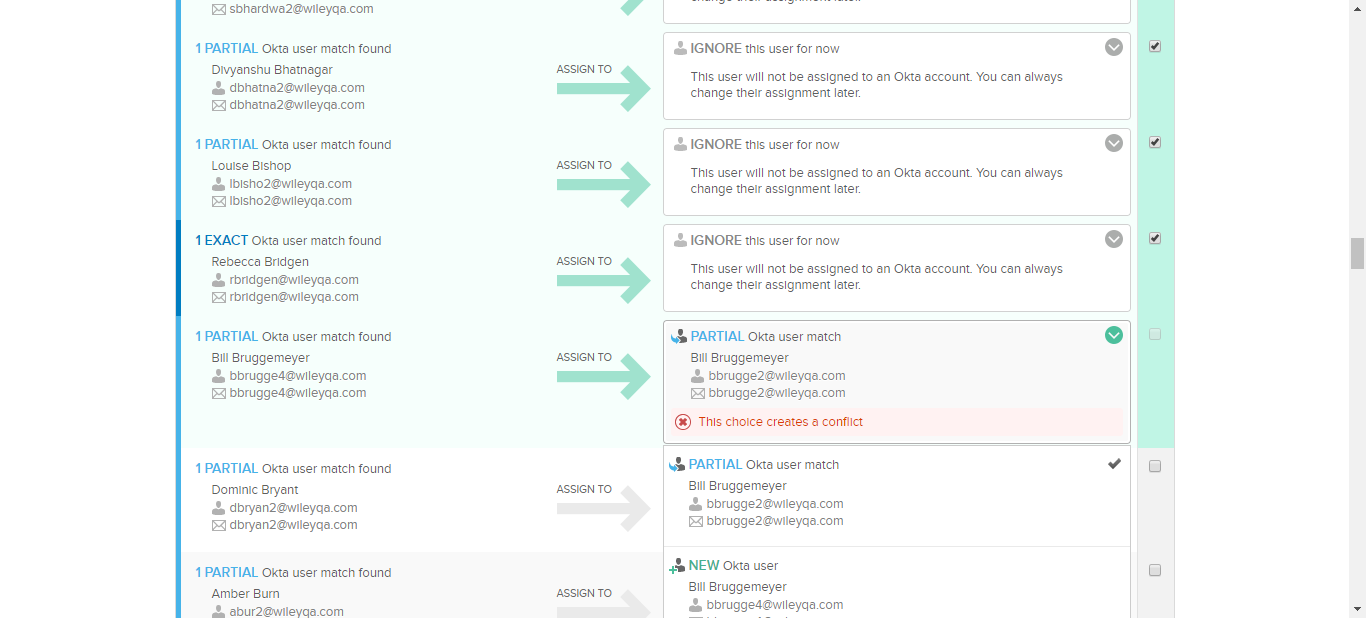 sbhardwa2@wileyqa.com
change their assignment later.
1 PARTIAL Okta user match found
Divyanshu Bhatnagar
dbhatna2@wileyqa.com
dbhatna2@wileyqa.com
ASSIGN TO
IGNORE this user for now
This user will not be assigned to an Okta account. You can always
change their assignment later.
1 PARTIAL Okta user match found
Louise Bishop
lbisho2@wileyqa.com
lbisho2@wileyqa.com
ASSIGN TO
IGNORE this user for now
This user will not be assigned to an Okta account. You can always
change their assignment later.
1 EXACT Okta user match found
Rebecca Bridgen
rbridgen@wileyqa.com
rbridgen@wileyqa.com
ASSIGN TO
IGNORE this user for now
This user will not be assigned to an Okta account. You can always
change their assignment later.
1 PARTIAL Okta user match found
Bill Bruggemeyer
bbrugge4@wileyqa.com
bbrugge4@wileyqa.com
ASSIGN TO
PARTIAL Okta user match
Bill Bruggemeyer
bbrugge2@wileyqa.com
bbrugge2@wileyqa.com
This choice creates a conflict
1 PARTIAL Okta user match found
Dominic Bryant
dbryan2@wileyqa.com
dbryan2@wileyqa.com
ASSIGN TO
PARTIAL Okta user match
Bill Bruggemeyer
bbrugge2@wileyqa.com
bbrugge2@wileyqa.com
1 PARTIAL Okta user match found
Amber Burn
abur2@wileyqa.com
ASSIGN TO
NEW Okta user
Bill Bruggemeyer
bbrugge4@wileyqa.com